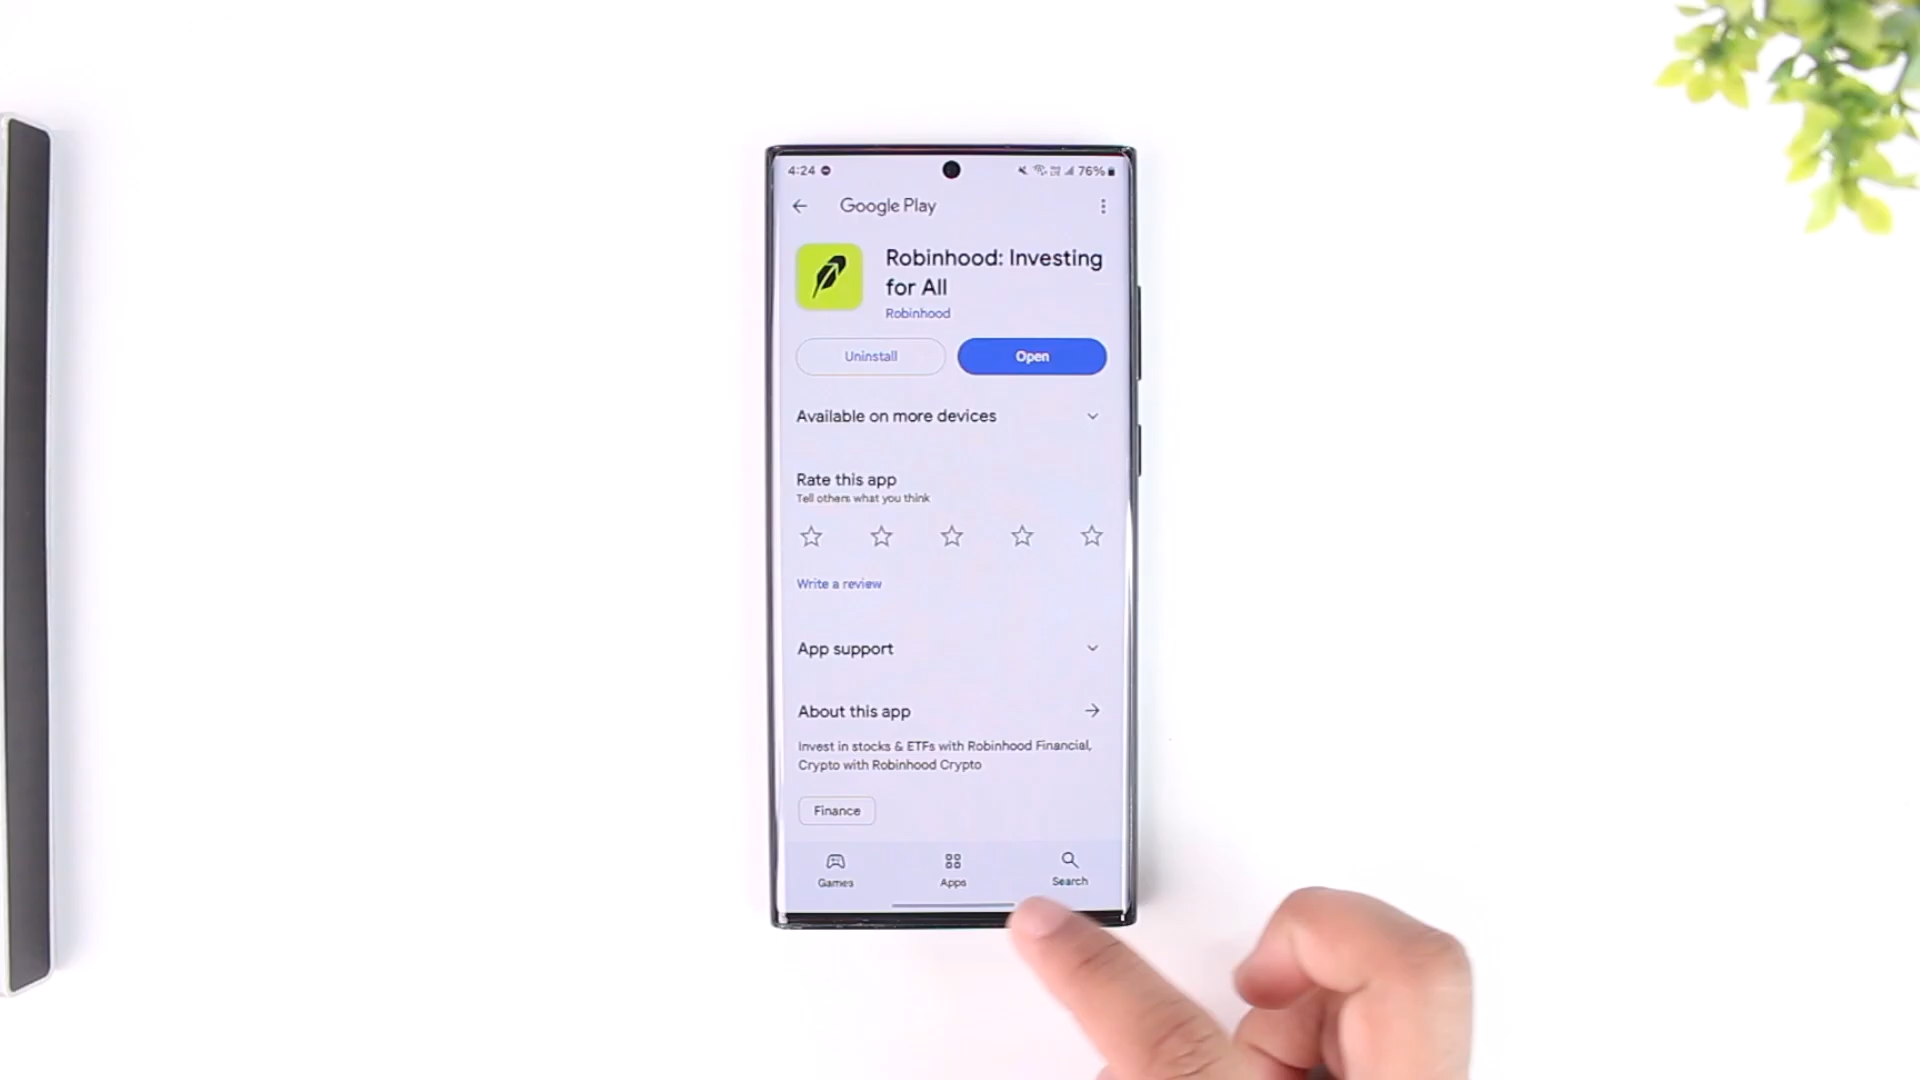 4:24
76%
Google Play
Robinhood: Investing
for All
Robinhood
Uninstall
Open
Available on more devices
Rate this app
Tell others what you think
Write a review
App support
About this app
Invest in stocks & ETFs with Robinhood Financial,
Crypto with Robinhood Crypto
Finance
Games
Apps
Search